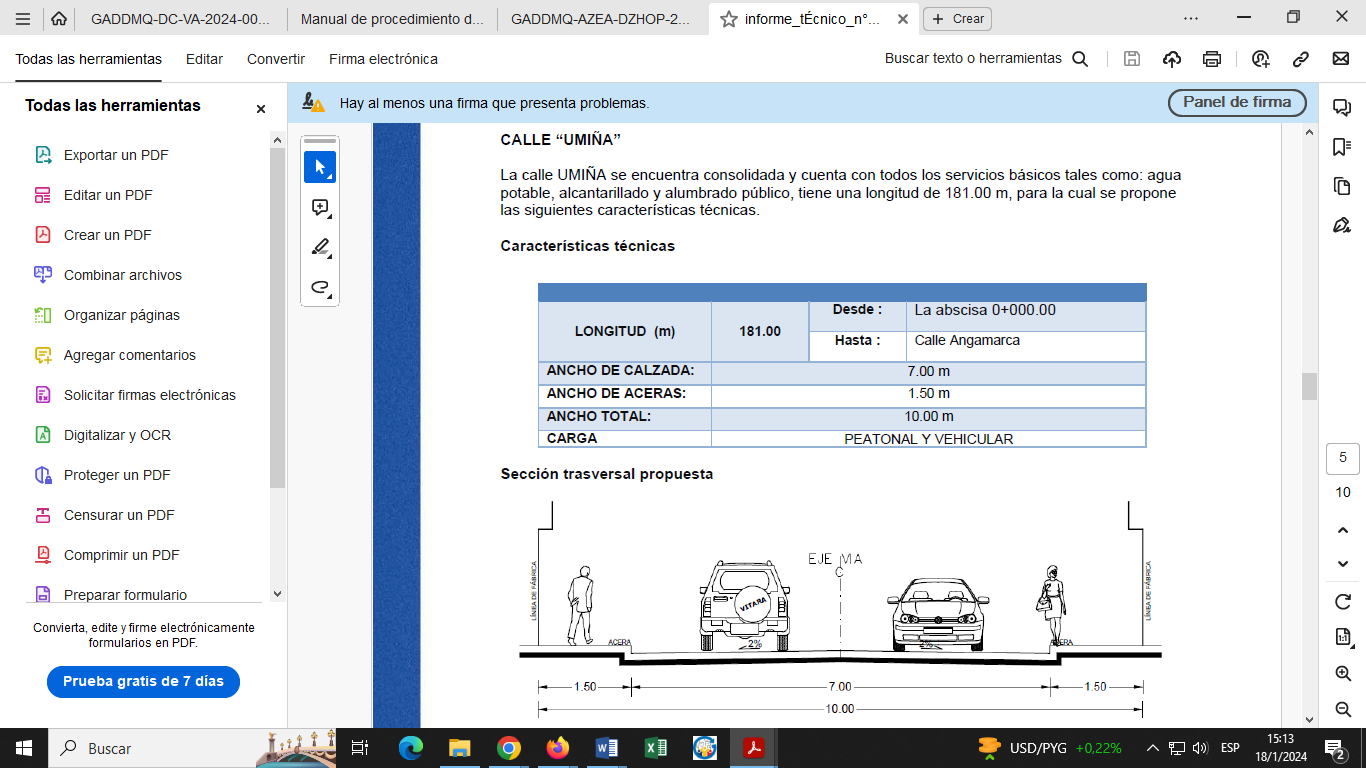 GADDMQ-DC-VA-2024-00...
Manual de procedimiento d...
GADDMQ-AZEA-DZHOP-2...
informe_tÉcnico_n°...
Crear
Todas las herramientas
Editar
Convertir
Firma electrónica
Buscar texto o herramientas
Todas las herramientas
Hay al menos una firma que presenta problemas.
Panel de firma
Exportar un PDF
Editar un PDF
Crear un PDF
Combinar archivos
Organizar páginas
Agregar comentarios
Solicitar firmas electrónicas
Digitalizar y OCR
Proteger un PDF
Censurar un PDF
Comprimir un PDF
Preparar formulario
Convierta, edite y firme electrónicamente
formularios en PDF.
Prueba gratis de 7 días
CALLE “UMIÑA”
La calle UMIÑA se encuentra consolidada y cuenta con todos los servicios básicos tales como: agua
potable, alcantarillado y alumbrado público, tiene una longitud de 181.00 m, para la cual se propone
las siguientes características técnicas.
Características técnicas
LONGITUD (m)
181.00
Desde :
La abscisa 0+000.00
Hasta :
Calle Angamarca
ANCHO DE CALZADA:
7.00 m
ANCHO DE ACERAS:
1.50 m
ANCHO TOTAL:
10.00 m
CARGA
PEATONAL Y VEHICULAR
Sección trasversal propuesta
EJE MA
C
LÍNEA DE FÁBRICA
LÍNEA DE FÁBRICA
VITARA
ACERA
2%
2%
ACERA
1.50
7.00
1.50
10.00
5
10
1:1
Buscar
USD/PYG +0,22%
ESP
15:13
18/1/2024
2